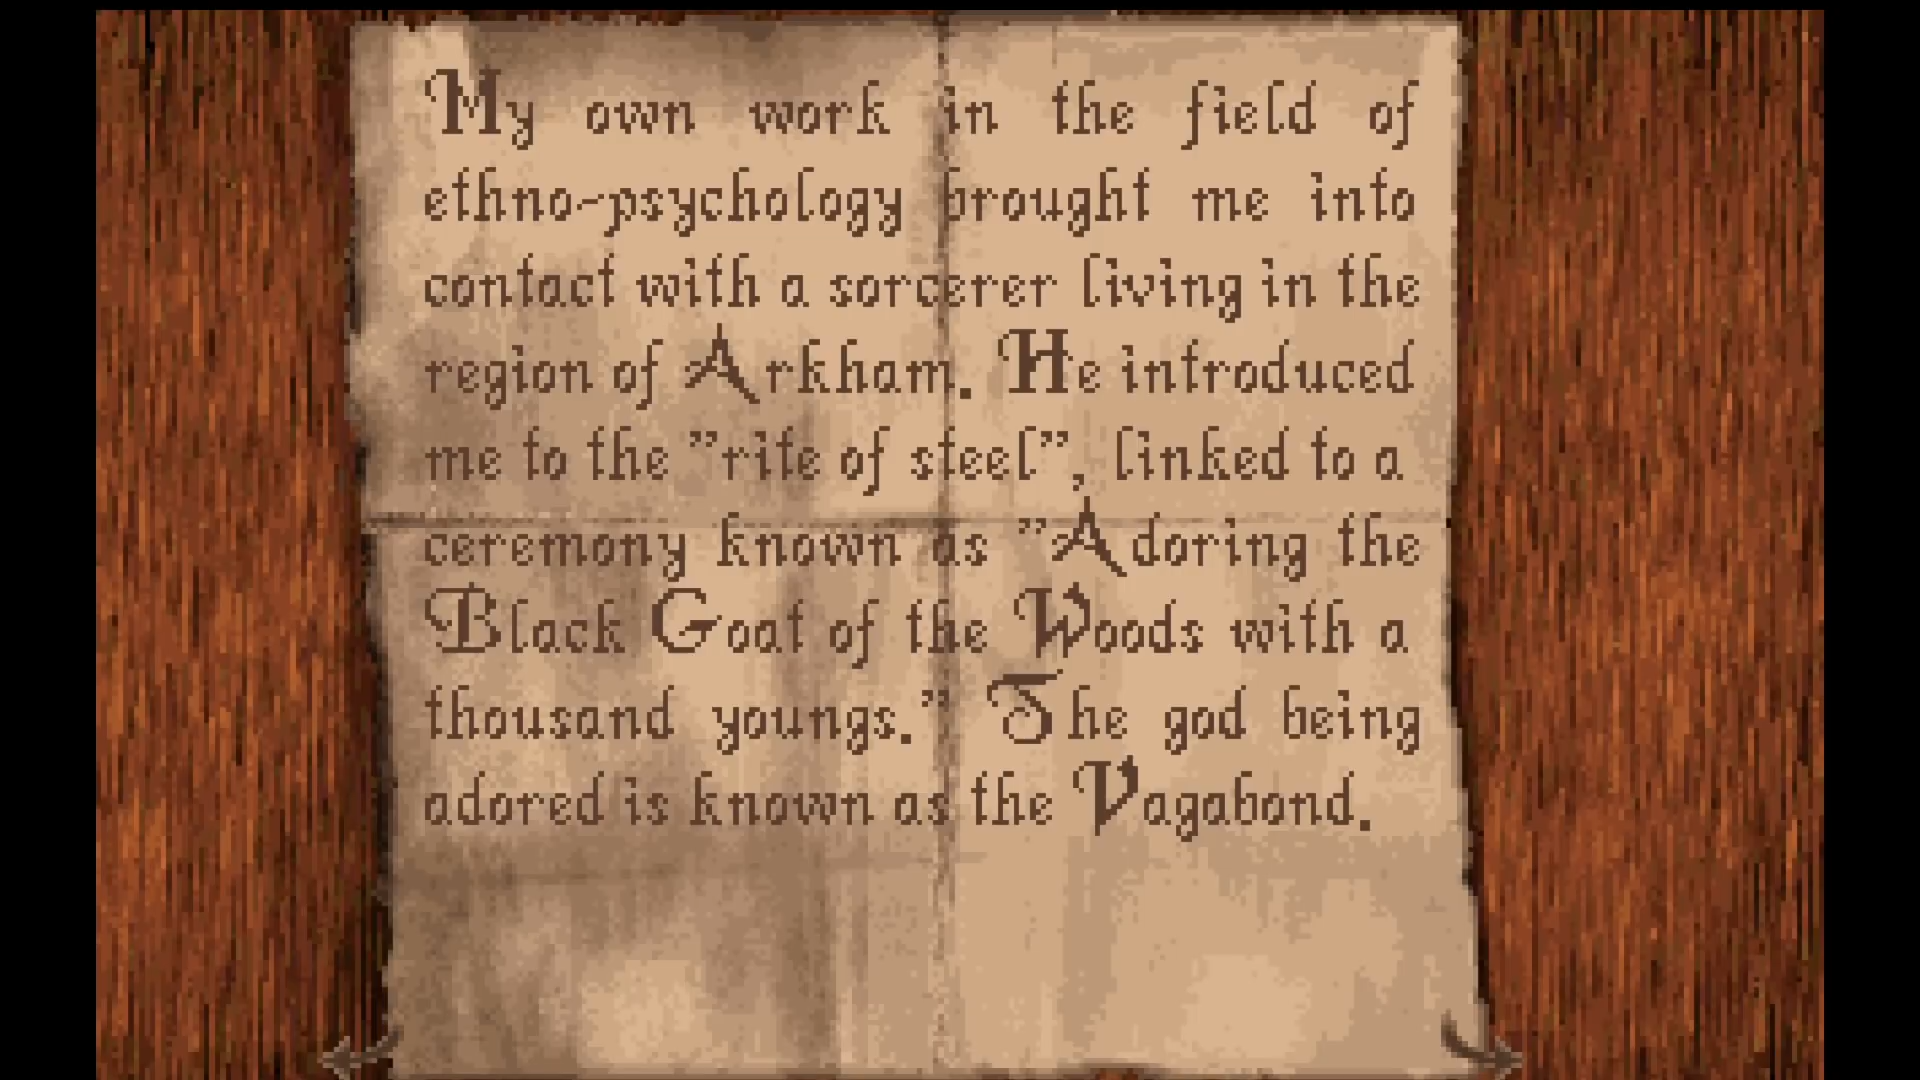 My own work in the field of
ethno-psychology brought me into
contact with a sorcerer living in the
region of Arkham. He introduced
me to the "rite of steel", linked to a
ceremony known as "Adoring the
Black Goat of the Woods with a
thousand youngs." The god being
adored is known as the Vagabond.